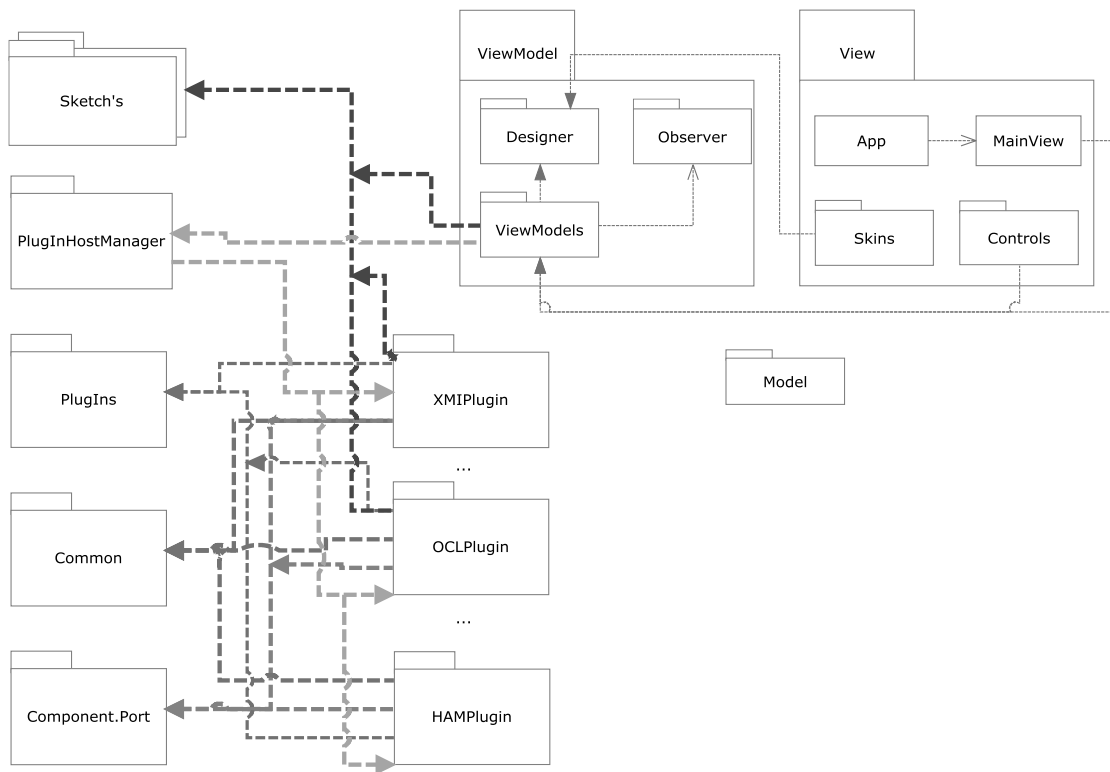 ViewModel
View
Sketch's
Designer
Observer
App
MainView
PlugInHostManager
ViewModels
Skins
Controls
PlugIns
XMIPlugin
Model
...
Common
OCLPlugin
...
Component.Port
HAMPlugin